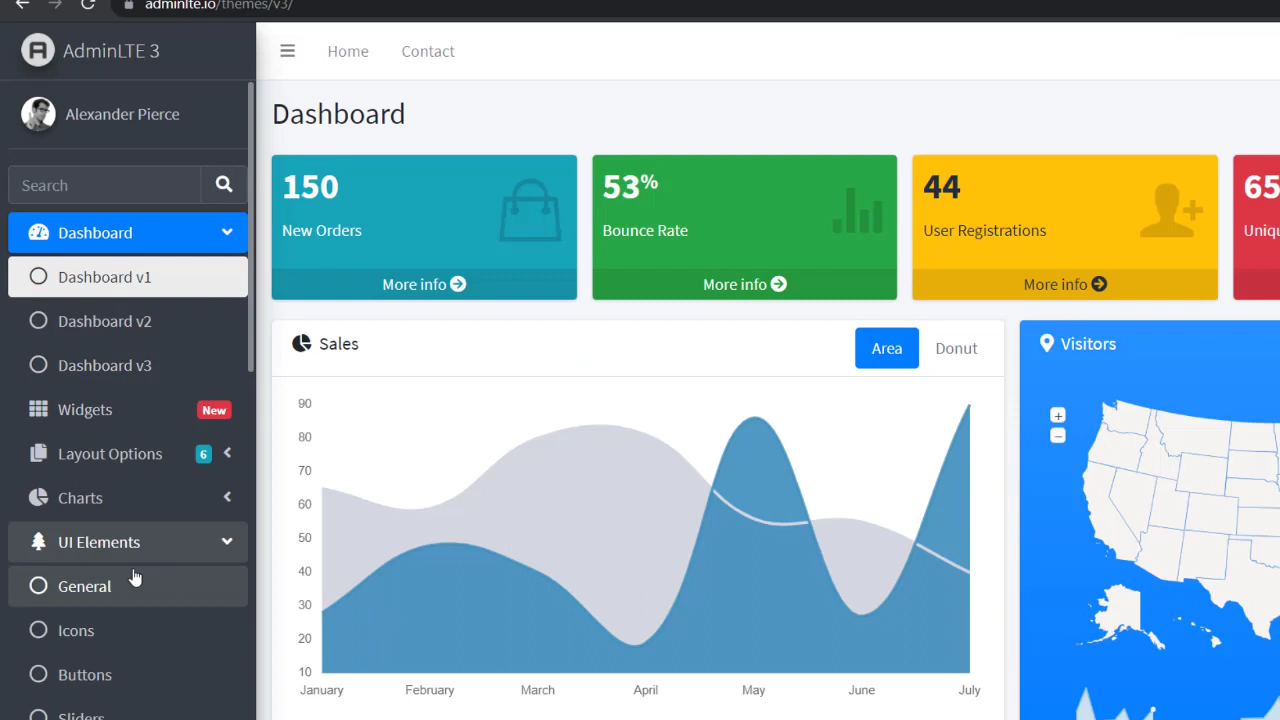 adminlte.io/themes/v3/
AdminLTE 3
Home
Contact
Alexander Pierce
Search
Dashboard
Dashboard v1
Dashboard v2
Dashboard v3
Widgets
New
Layout Options
6
Charts
UI Elements
General
Icons
Buttons
Sliders
Dashboard
150
New Orders
More info
53%
Bounce Rate
More info
44
User Registrations
More info
65
Uniqu
Sales
Area
Donut
90
80
70
60
50
40
30
20
10
January
February
March
April
May
June
July
Visitors
+
−